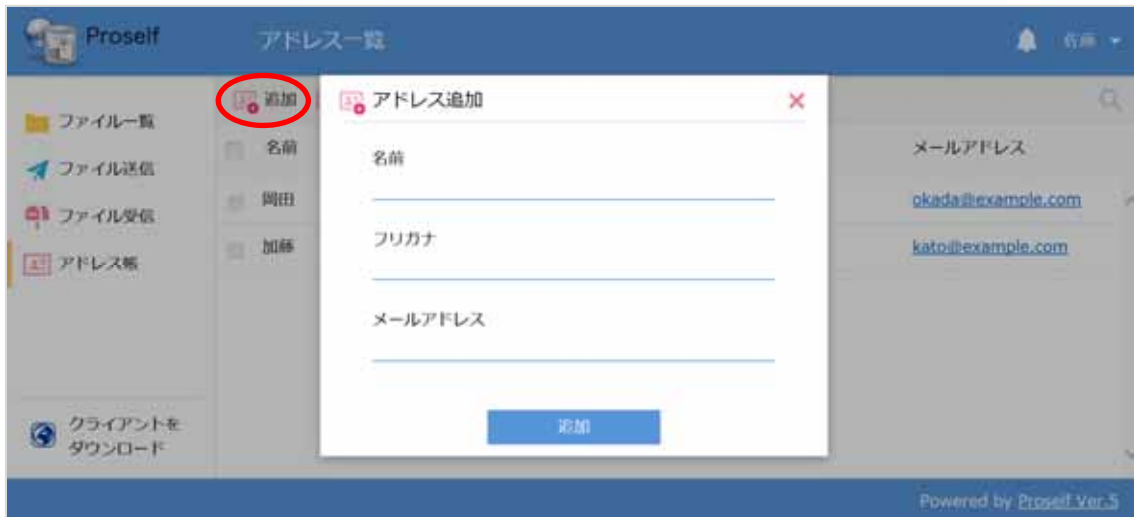 Proself
アドレス一覧
佐藤
追加
アドレス追加
ファイル一覧
名前
名前
メールアドレス
ファイル送信
岡田
okada@example.com
ファイル受信
フリガナ
加藤
kato@example.com
アドレス帳
メールアドレス
クライアントを
ダウンロード
追加
Powered by Proself Ver.5